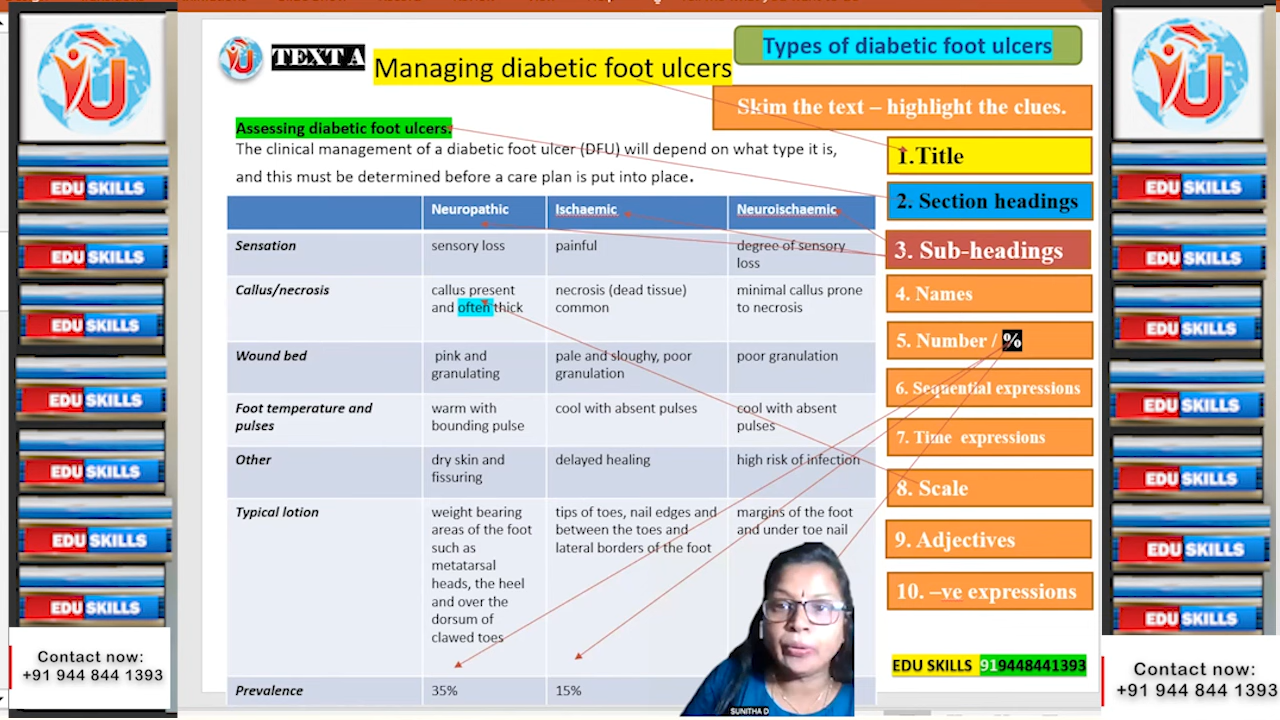 TEXT A
Managing diabetic foot ulcers
Types of diabetic foot ulcers
Skim the text – highlight the clues.
Assessing diabetic foot ulcers:
The clinical management of a diabetic foot ulcer (DFU) will depend on what type it is,
and this must be determined before a care plan is put into place.
Neuropathic Ischaemic Neuroischaemic
Sensation
sensory loss
painful
degree of sensory
loss
Callus/necrosis
callus present
and often thick
necrosis (dead tissue)
common
minimal callus prone
to necrosis
Wound bed
pink and
granulating
pale and sloughy, poor
granulation
poor granulation
Foot temperature and
pulses
warm with
bounding pulse
cool with absent pulses
cool with absent
pulses
Other
dry skin and
fissuring
delayed healing
high risk of infection
Typical lotion
weight bearing
areas of the foot
such as
metatarsal
heads, the heel
and over the
dorsum of
clawed toes
tips of toes, nail edges and
between the toes and
lateral borders of the foot
margins of the foot
and under toe nail
Prevalence
35%
15%
1.Title
2. Section headings
3. Sub-headings
4. Names
5. Number / %
6. Sequential expressions
7. Time expressions
8. Scale
9. Adjectives
10. –ve expressions
EDU SKILLS 919448441393
SUNITHA D
EDU SKILLS
EDU SKILLS
EDU SKILLS
EDU SKILLS
EDU SKILLS
EDU SKILLS
EDU SKILLS
Contact now:
+91 944 844 1393
EDU SKILLS
EDU SKILLS
EDU SKILLS
EDU SKILLS
EDU SKILLS
EDU SKILLS
EDU SKILLS
Contact now:
+91 944 844 1393